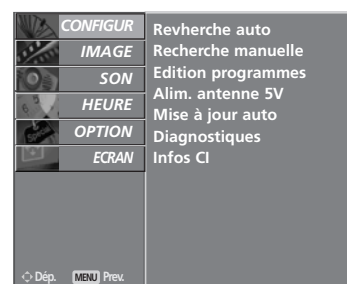 CONFIGUR
IMAGE
SON
HEURE
OPTION
ECRAN
Revherche auto
Recherche manuelle
Edition programmes
Alim. antenne 5V
Mise à jour auto
Diagnostiques
Infos CI
Dép. MENU Prev.